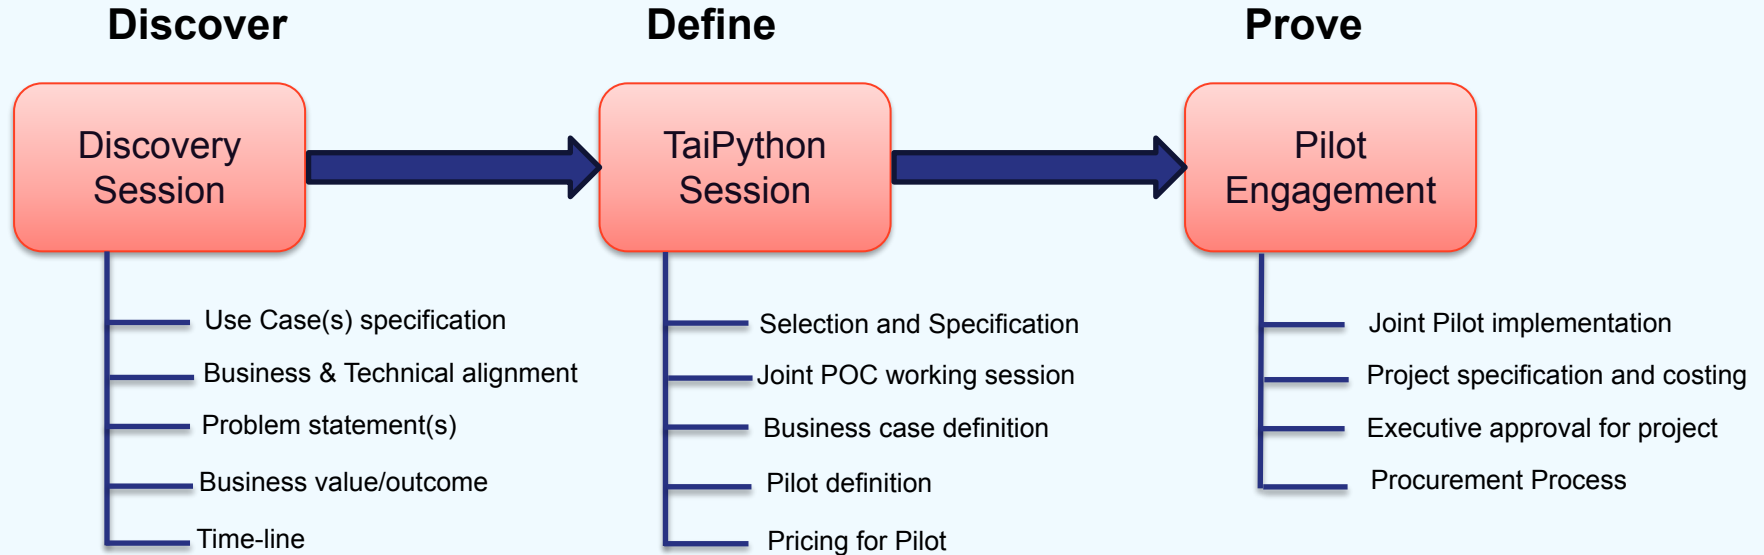 Discover
Define
Prove
Discovery
Session
TaiPython
Session
Pilot
Engagement
Use Case(s) specification
Business & Technical alignment
Problem statement(s)
Business value/outcome
Time-line
Selection and Specification
Joint POC working session
Business case definition
Pilot definition
Pricing for Pilot
Joint Pilot implementation
Project specification and costing
Executive approval for project
Procurement Process